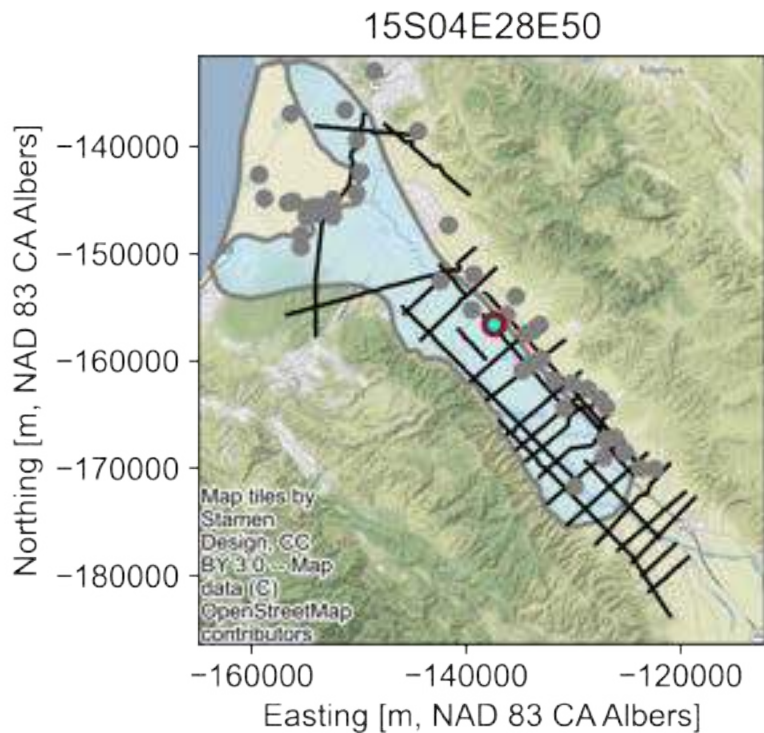 15S04E28E50
Northing [m, NAD 83 CA Albers]
−140000
−150000
−160000
−170000
−180000
Map tiles by
Stamen
Design, CC
BY 3.0 -- Map
data (C)
OpenStreetMap
contributors
−160000
−140000
−120000
Easting [m, NAD 83 CA Albers]